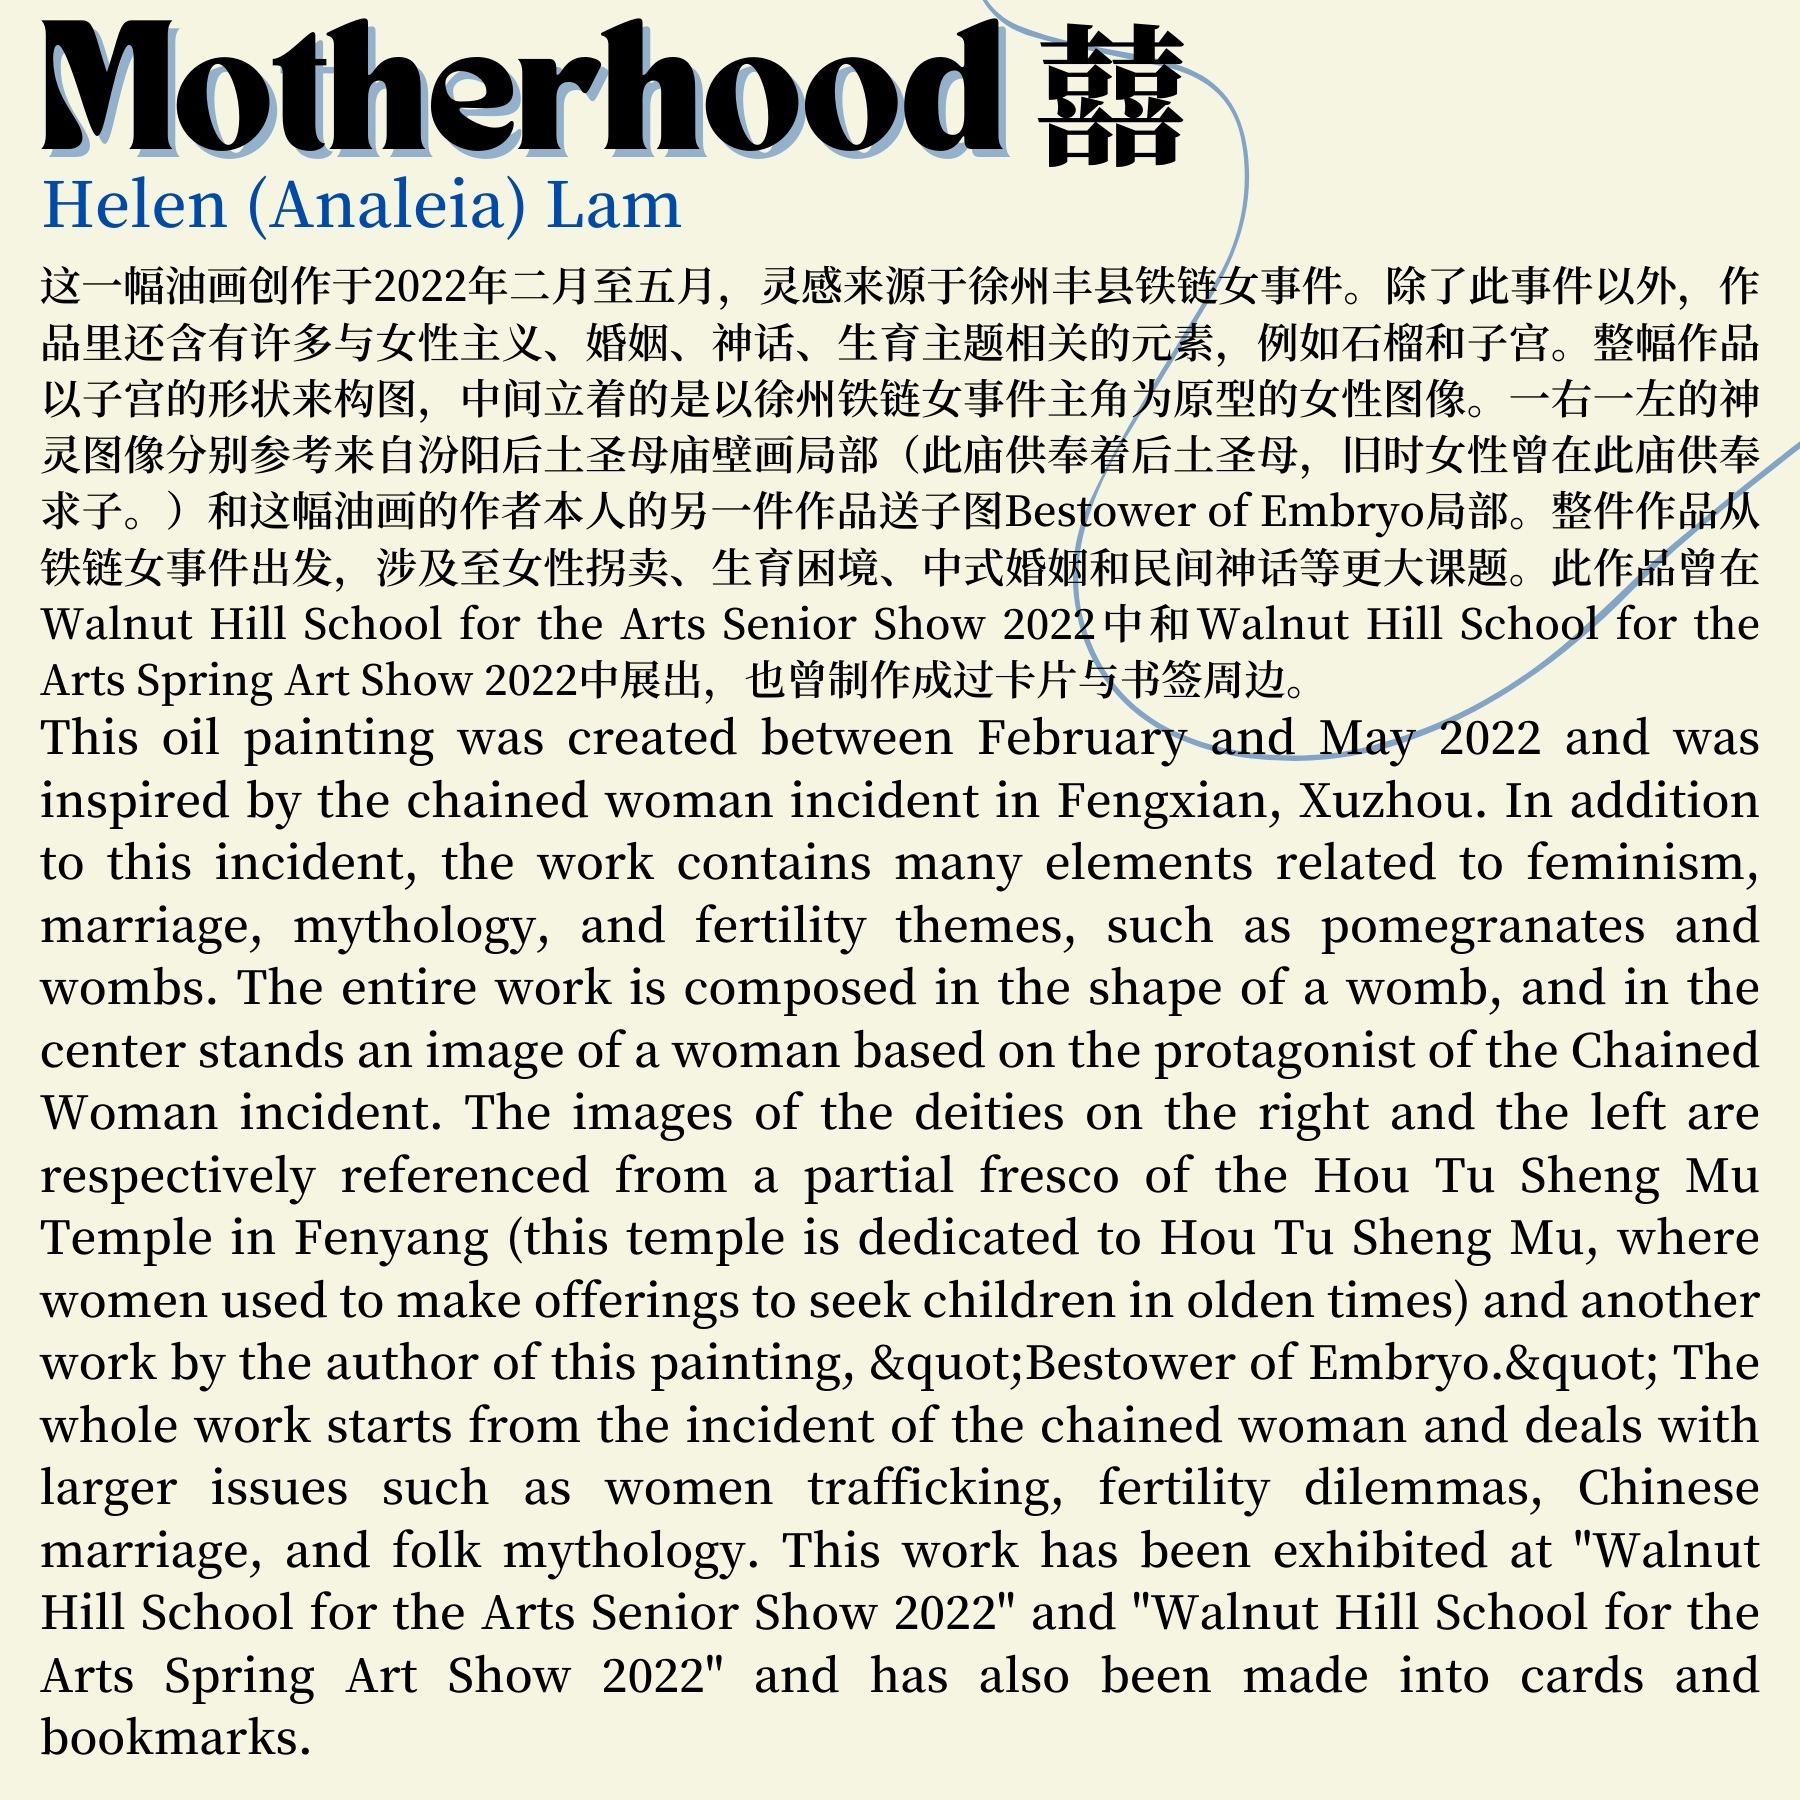 Motherhood 囍
Helen (Analeia) Lam
这一幅油画创作于2022年二月至五月，灵感来源于徐州丰县铁链女事件。除了此事件以外，作
品里还含有许多与女性主义、婚姻、神话、生育主题相关的元素，例如石榴和子宫。整幅作品
以子宫的形状来构图，中间立着的是以徐州铁链女事件主角为原型的女性图像。一右一左的神
灵图像分别参考来自汾阳后土圣母庙壁画局部（此庙供奉着后土圣母，旧时女性曾在此庙供奉
求子。）和这幅油画的作者本人的另一件作品送子图Bestower of Embryo局部。整件作品从
铁链女事件出发，涉及至女性拐卖、生育困境、中式婚姻和民间神话等更大课题。此作品曾在
Walnut Hill School for the Arts Senior Show 2022中和Walnut Hill School for the
Arts Spring Art Show 2022中展出，也曾制作成过卡片与书签周边。
This oil painting was created between February and May 2022 and was
inspired by the chained woman incident in Fengxian, Xuzhou. In addition
to this incident, the work contains many elements related to feminism,
marriage, mythology, and fertility themes, such as pomegranates and
wombs. The entire work is composed in the shape of a womb, and in the
center stands an image of a woman based on the protagonist of the Chained
Woman incident. The images of the deities on the right and the left are
respectively referenced from a partial fresco of the Hou Tu Sheng Mu
Temple in Fenyang (this temple is dedicated to Hou Tu Sheng Mu, where
women used to make offerings to seek children in olden times) and another
work by the author of this painting, &quot;Bestower of Embryo.&quot; The
whole work starts from the incident of the chained woman and deals with
larger issues such as women trafficking, fertility dilemmas, Chinese
marriage, and folk mythology. This work has been exhibited at "Walnut
Hill School for the Arts Senior Show 2022" and "Walnut Hill School for the
Arts Spring Art Show 2022" and has also been made into cards and
bookmarks.